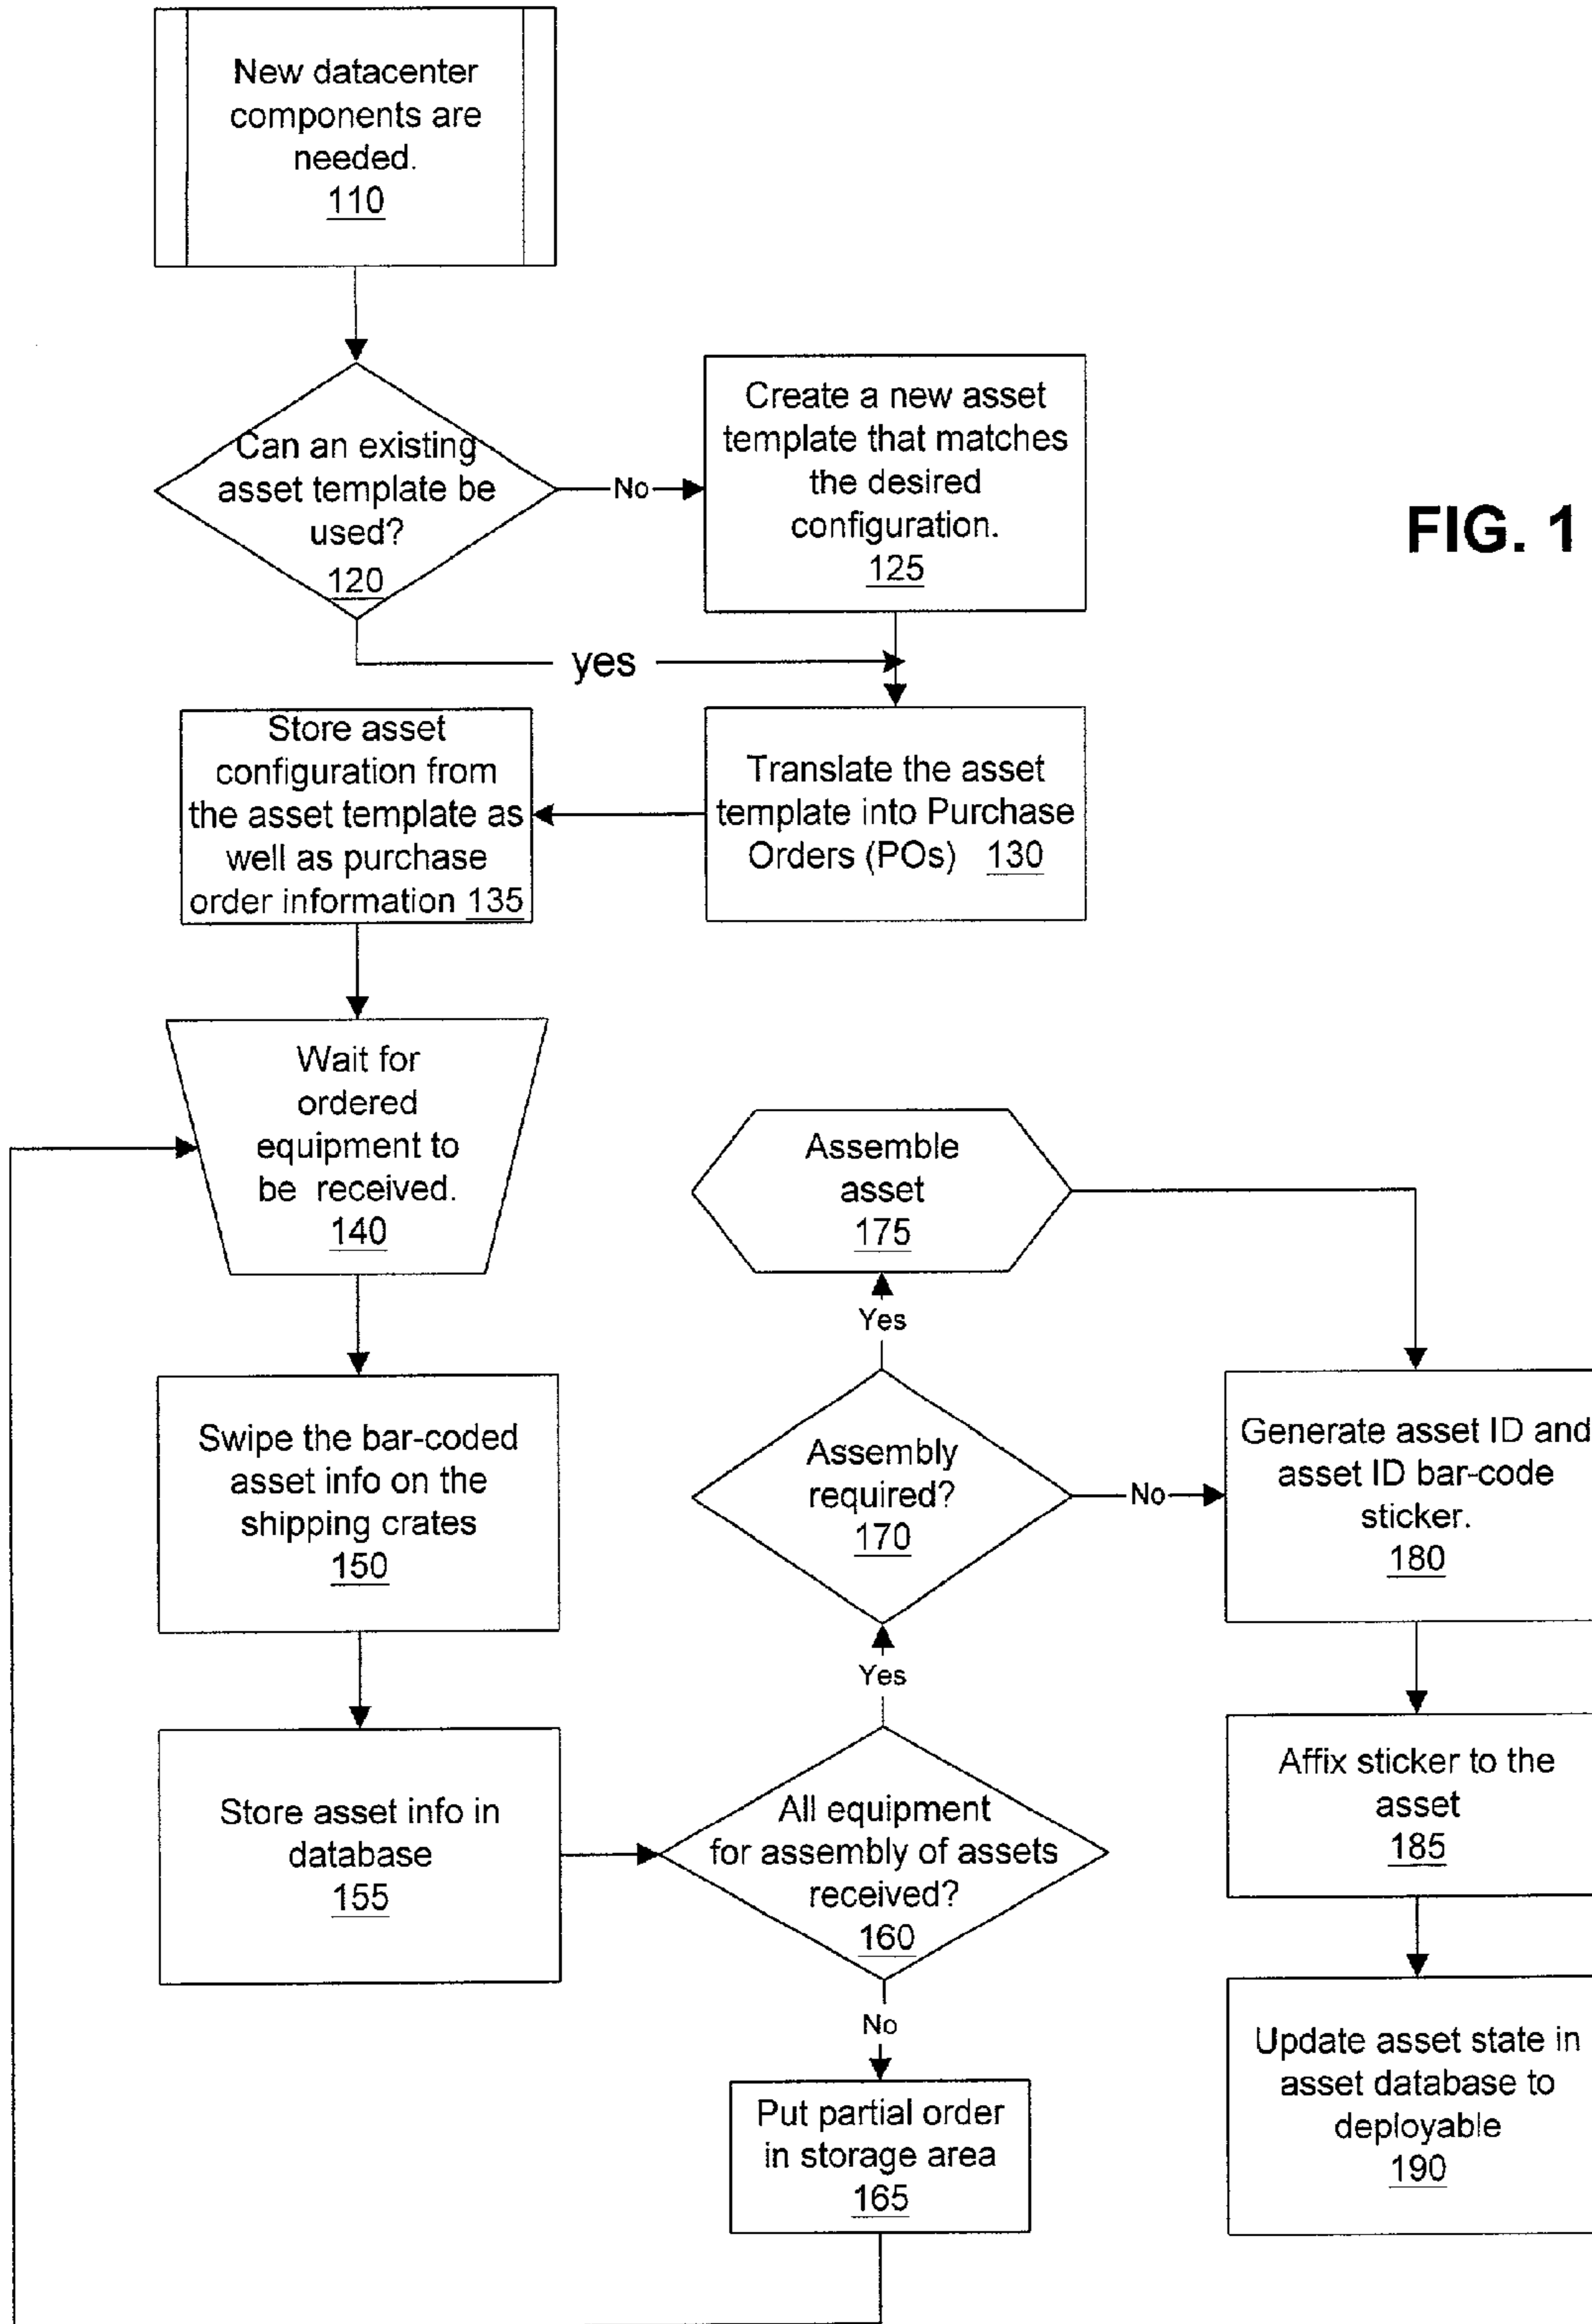 New datacenter
components are
needed.
110
Can an existing
asset template be
used?
120
No
Create a new asset
template that matches
the desired
configuration.
125
FIG. 1
yes
Store asset
configuration from
the asset template as
well as purchase
order information 135
Translate the asset
template into Purchase
Orders (POs) 130
Wait for
ordered
equipment to
be received.
140
Assemble
asset
175
Yes
Swipe the bar-coded
asset info on the
shipping crates
150
Assembly
required?
170
No
Generate asset ID and
asset ID bar-code
sticker.
180
Yes
Store asset info in
database
155
All equipment
for assembly of assets
received?
160
Affix sticker to the
asset
185
No
Put partial order
in storage area
165
Update asset state in
asset database to
deployable
190